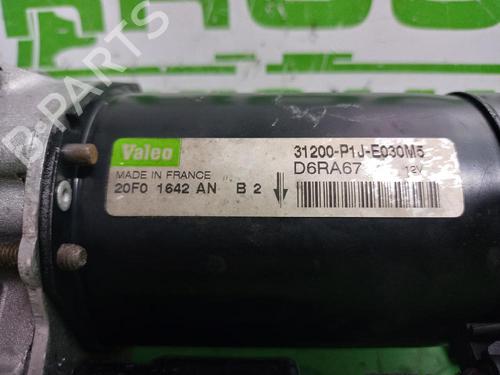 B-PARTS
Valeo
31200-P1J-E030M5
MADE IN FRANCE
D6RA67 12V
20F0 1642 AN B 2